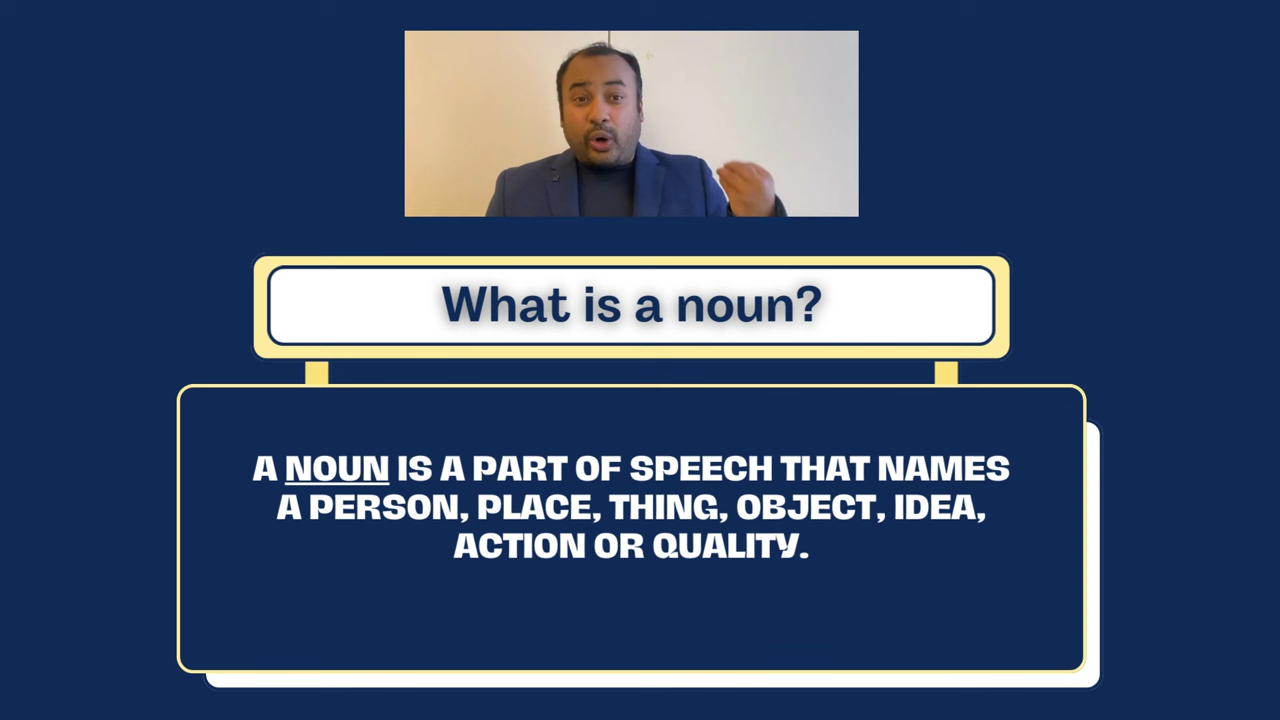 What is a noun?
A NOUN IS A PART OF SPEECH THAT NAMES
A PERSON, PLACE, THING, OBJECT, IDEA,
ACTION OR QUALITY.